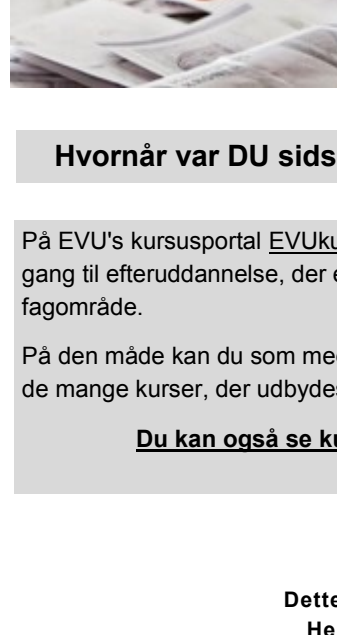 Hvornår var DU sids
På EVU's kursusportal EVUku
gang til efteruddannelse, der e
fagområde.
På den måde kan du som med
de mange kurser, der udbydes
Du kan også se ku
Dette
He